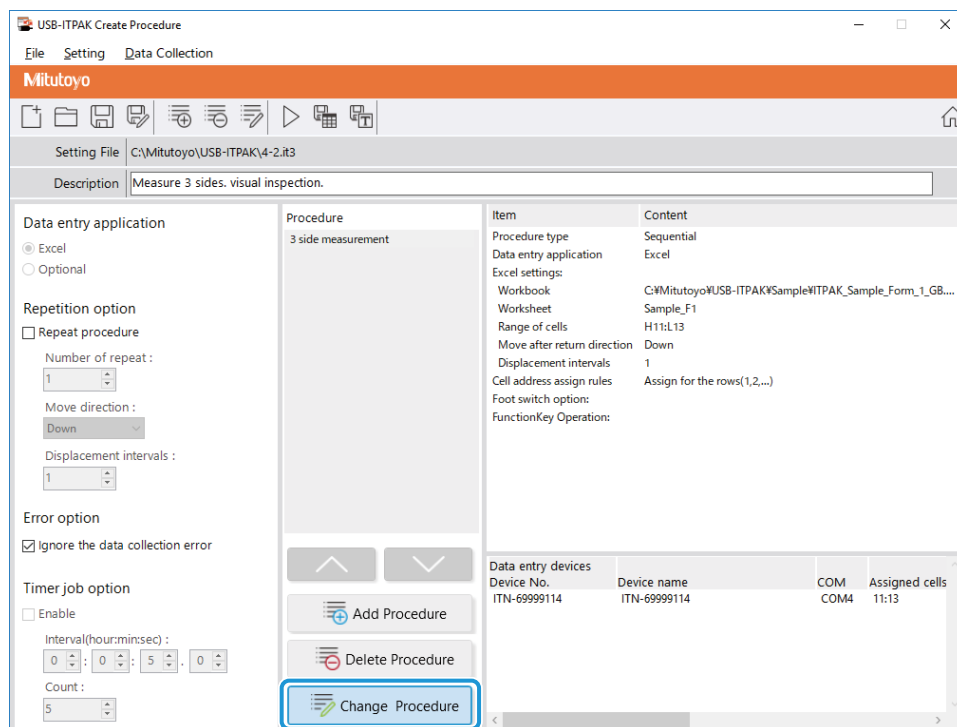 USB-ITPAK Create Procedure
File Setting Data Collection
Mitutoyo
Setting File C:\Mitutoyo\USB-ITPAK\4-2.it3
Description Measure 3 sides. visual inspection.
Data entry application
Excel
Optional
Repetition option
Repeat procedure
Number of repeat :
1
Move direction :
Down
Displacement intervals :
1
Error option
Ignore the data collection error
Timer job option
Enable
Interval(hour:min:sec) :
0 : 0 : 5 . 0
Count :
5
Procedure
3 side measurement
Add Procedure
Delete Procedure
Change Procedure
Item Content
Procedure type Sequential
Data entry application Excel
Excel settings:
Workbook C:¥Mitutoyo¥USB-ITPAK¥Sample¥ITPAK_Sample_Form_1_GB....
Worksheet Sample_F1
Range of cells H11:L13
Move after return direction Down
Displacement intervals 1
Cell address assign rules Assign for the rows(1,2,...)
Foot switch option:
FunctionKey Operation:
Data entry devices
Device No. Device name COM Assigned cells
ITN-69999114 ITN-69999114 COM4 11:13